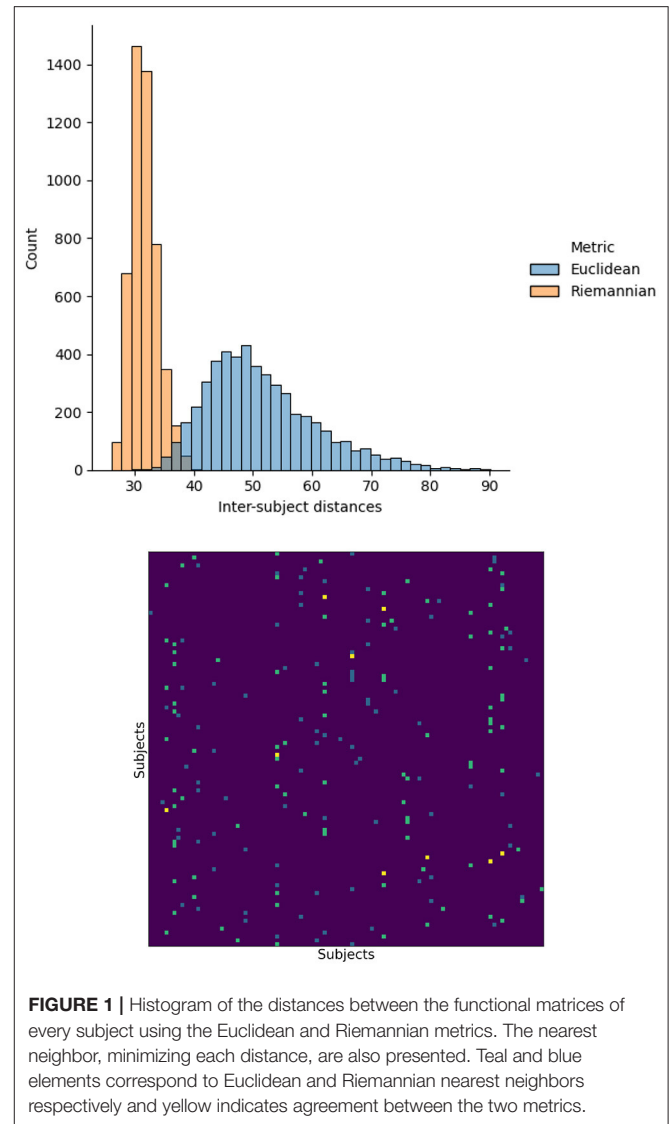 1400
1200
1000
800
600
400
200
0
Count
30 40 50 60 70 80 90
Inter-subject distances
Metric
Euclidean
Riemannian
Subjects
Subjects
FIGURE 1 | Histogram of the distances between the functional matrices of
every subject using the Euclidean and Riemannian metrics. The nearest
neighbor, minimizing each distance, are also presented. Teal and blue
elements correspond to Euclidean and Riemannian nearest neighbors
respectively and yellow indicates agreement between the two metrics.